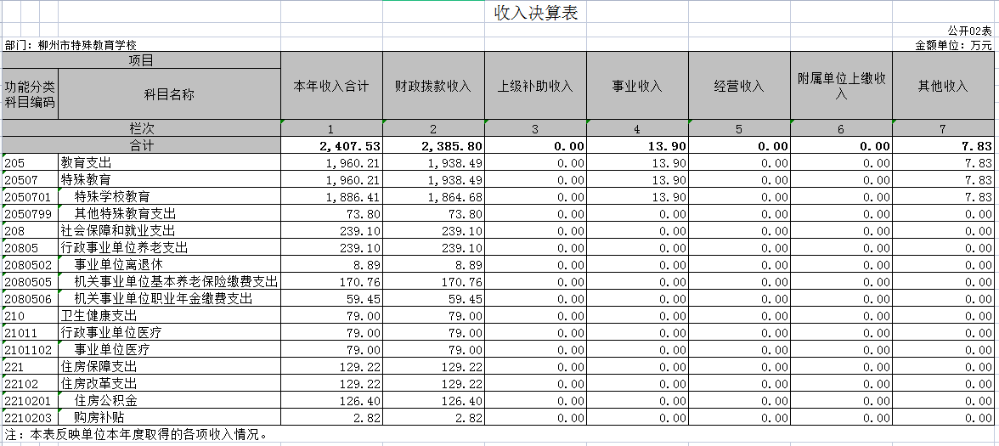 收入决算表
公开02表
部门：柳州市特殊教育学校 金额单位：万元
项目
功能分类科目编码 科目名称 本年收入合计 财政拨款收入 上级补助收入 事业收入 经营收入 附属单位上缴收入 其他收入
栏次 1 2 3 4 5 6 7
合计 2,407.53 2,385.80 0.00 13.90 0.00 0.00 7.83
205 教育支出 1,960.21 1,938.49 0.00 13.90 0.00 0.00 7.83
20507 特殊教育 1,960.21 1,938.49 0.00 13.90 0.00 0.00 7.83
2050701 特殊学校教育 1,886.41 1,864.68 0.00 13.90 0.00 0.00 7.83
2050799 其他特殊教育支出 73.80 73.80 0.00 0.00 0.00 0.00 0.00
208 社会保障和就业支出 239.10 239.10 0.00 0.00 0.00 0.00 0.00
20805 行政事业单位养老支出 239.10 239.10 0.00 0.00 0.00 0.00 0.00
2080502 事业单位离退休 8.89 8.89 0.00 0.00 0.00 0.00 0.00
2080505 机关事业单位基本养老保险缴费支出 170.76 170.76 0.00 0.00 0.00 0.00 0.00
2080506 机关事业单位职业年金缴费支出 59.45 59.45 0.00 0.00 0.00 0.00 0.00
210 卫生健康支出 79.00 79.00 0.00 0.00 0.00 0.00 0.00
21011 行政事业单位医疗 79.00 79.00 0.00 0.00 0.00 0.00 0.00
2101102 事业单位医疗 79.00 79.00 0.00 0.00 0.00 0.00 0.00
221 住房保障支出 129.22 129.22 0.00 0.00 0.00 0.00 0.00
22102 住房改革支出 129.22 129.22 0.00 0.00 0.00 0.00 0.00
2210201 住房公积金 126.40 126.40 0.00 0.00 0.00 0.00 0.00
2210203 购房补贴 2.82 2.82 0.00 0.00 0.00 0.00 0.00
注：本表反映单位本年度取得的各项收入情况。